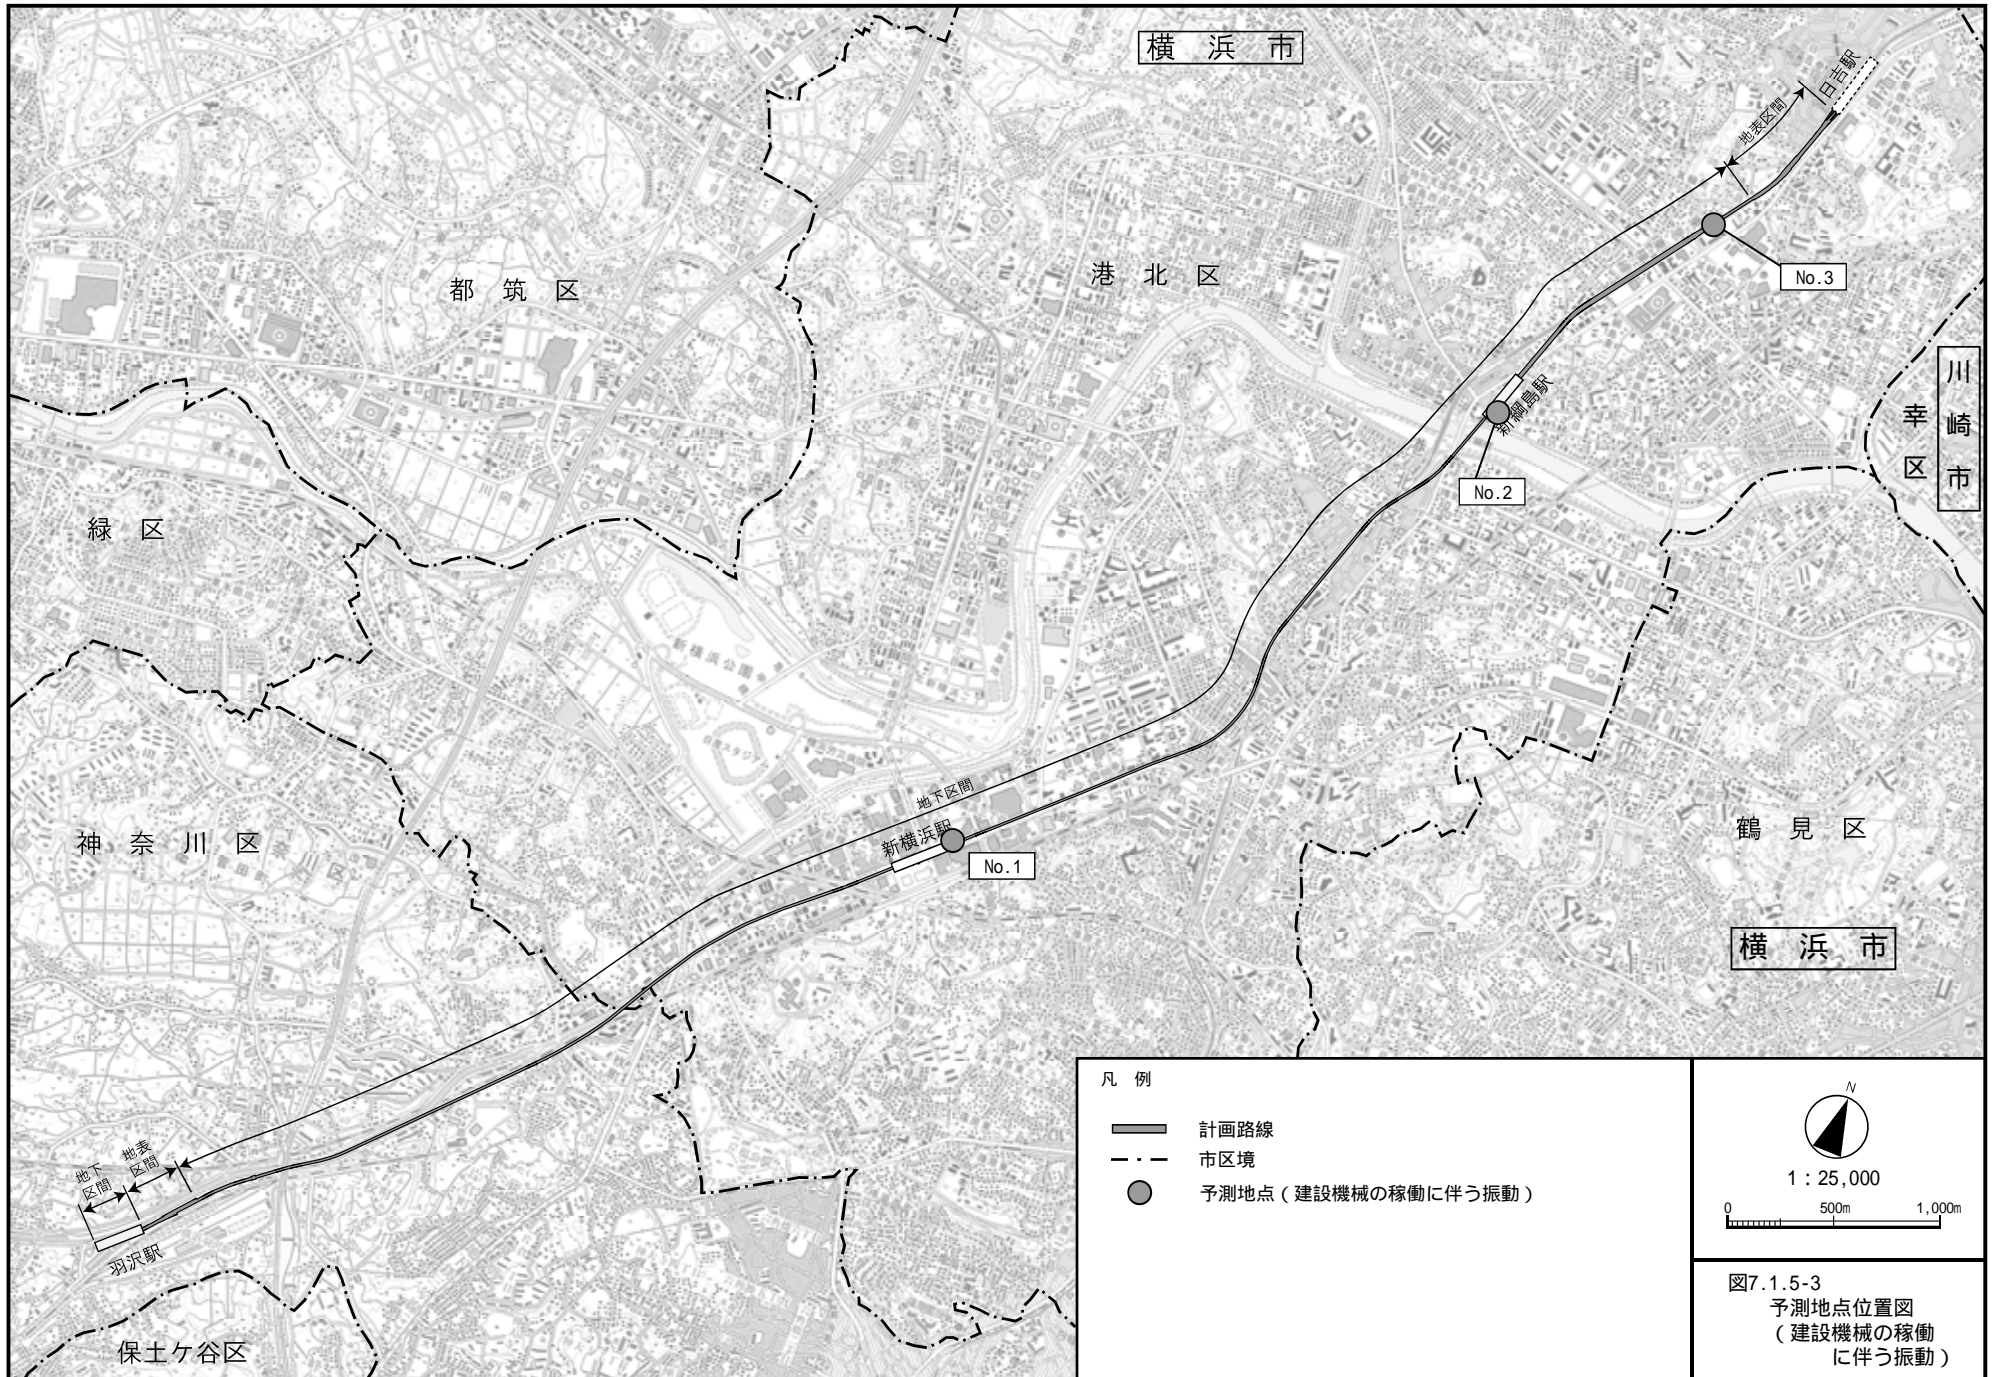 横浜市
日吉駅
地表区間
都筑区
港北区
No.3
川崎市
幸区
新綱島駅
No.2
緑区
新横浜公園
地下区間
新横浜駅
No.1
神奈川区
鶴見区
横浜市
地下
区間
地表
区間
羽沢駅
保土ケ谷区
凡 例
計画路線
市区境
予測地点（建設機械の稼働に伴う振動）
N
1：25,000
0 500m 1,000m
図7.1.5-3
予測地点位置図
（建設機械の稼働
に伴う振動）